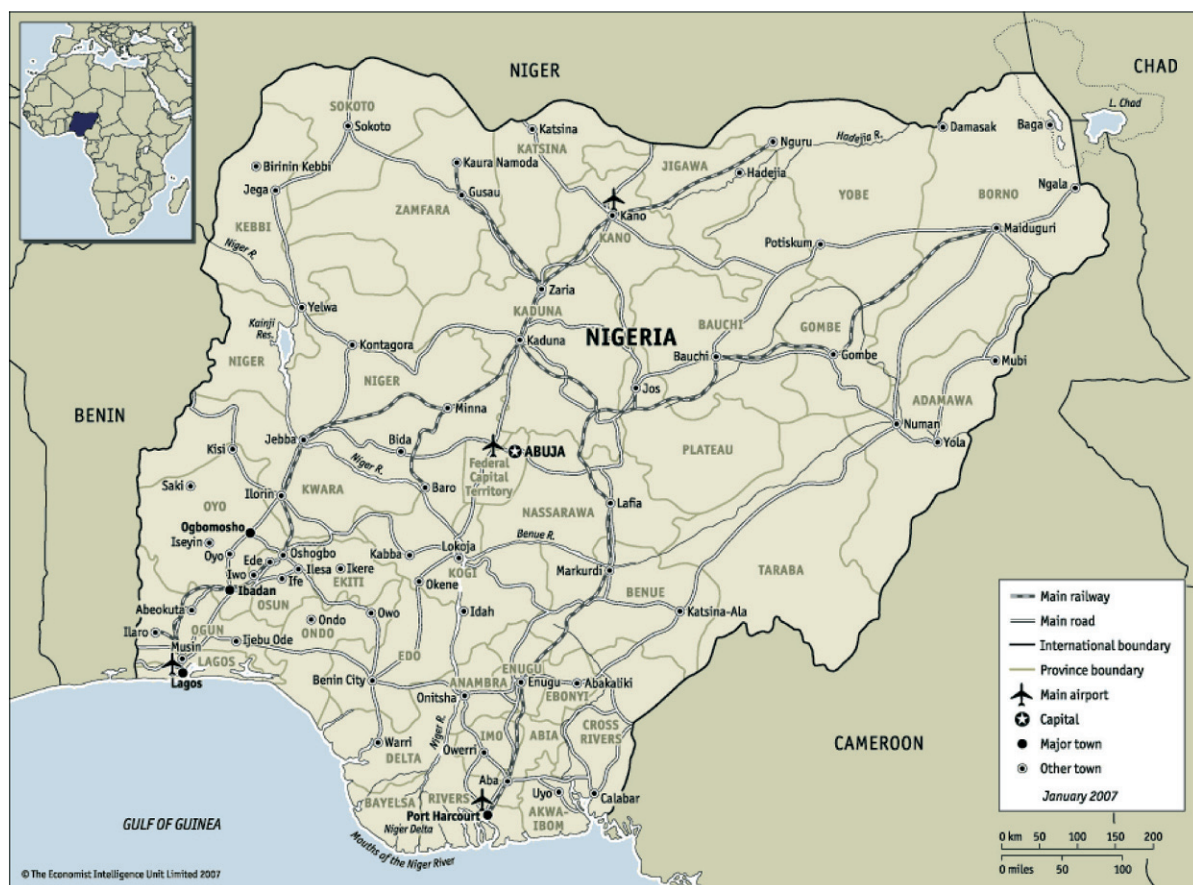 NIGER
CHAD
L. Chad
SOKOTO
Sokoto
Katsina
KATSINA
Nguru
Hadejia R.
Damasak
Baga
Birinin Kebbi
Kaura Namoda
JIGAWA
Hadejia
Jega
Gusau
YOBE
BORNO
Ngala
ZAMFARA
Kano
KEBBI
KANO
Maiduguri
Niger R.
Potiskum
Zaria
Yelwa
KADUNA
Kainji
Res.
NIGERIA
BAUCHI
GOMBE
Kontagora
Kaduna
NIGER
Bauchi
Gombe
Mubi
NIGER
Jos
ADAMAWA
BENIN
Minna
Numan
Jebba
Bida
ABUJA
PLATEAU
Yola
Kisi
Niger R.
Federal
Capital
Territory
Saki
Baro
Ilorin
KWARA
OYO
Lafia
NASSARAWA
Ogbomosho
Iseyin
Oyo
Oshogbo
Kabba
Lokoja
Benue R.
Ede
Iwo
Ilesa
Ikere
KOGI
Markurdi
TARABA
Ife
EKITI
Okene
Ibadan
OSUN
BENUE
Abeokuta
Owo
Idah
Katsina-Ala
Ondo
ONDO
Ilaro
OGUN
Ijebu Ode
Musin
LAGOS
EDO
Lagos
ENUGU
Benin City
ANAMBRA
Enugu
Abakaliki
Onitsha
EBONYI
CROSS
RIVERS
Niger R.
IMO
ABIA
Warri
Owerri
CAMEROON
DELTA
Aba
BAYELSA
RIVERS
Uyo
Calabar
Port Harcourt
AKWA-
IBOM
Niger Delta
GULF OF GUINEA
Mouths of the Niger River
Main railway
Main road
International boundary
Province boundary
Main airport
Capital
Major town
Other town
January 2007
0 km 50 100 150 200
0 miles 50 100
© The Economist Intelligence Unit Limited 2007